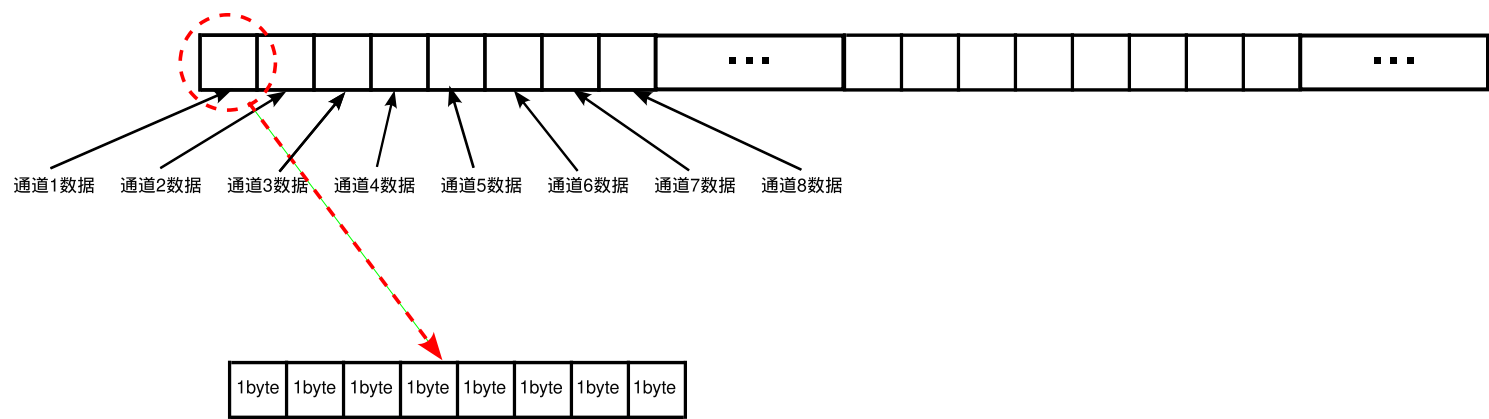 ... ...
通道1数据 通道2数据 通道3数据 通道4数据 通道5数据 通道6数据 通道7数据 通道8数据
1byte 1byte 1byte 1byte 1byte 1byte 1byte 1byte